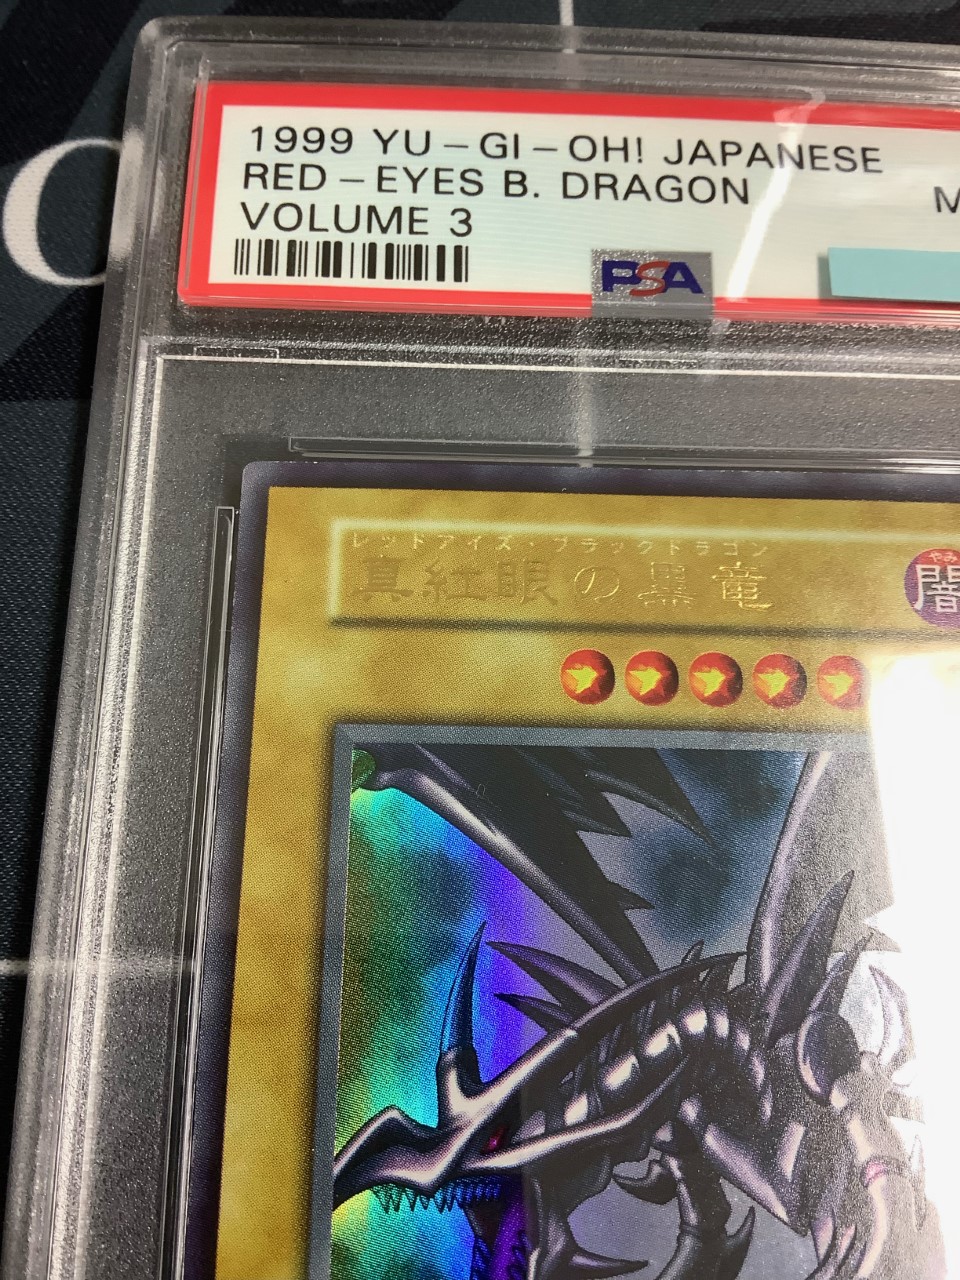 1999 YU-GI-OH! JAPANESE
RED-EYES B. DRAGON
VOLUME 3
PSA
レッドアイズ・ブラックドラゴン
真紅眼の黒竜
やみ
闇